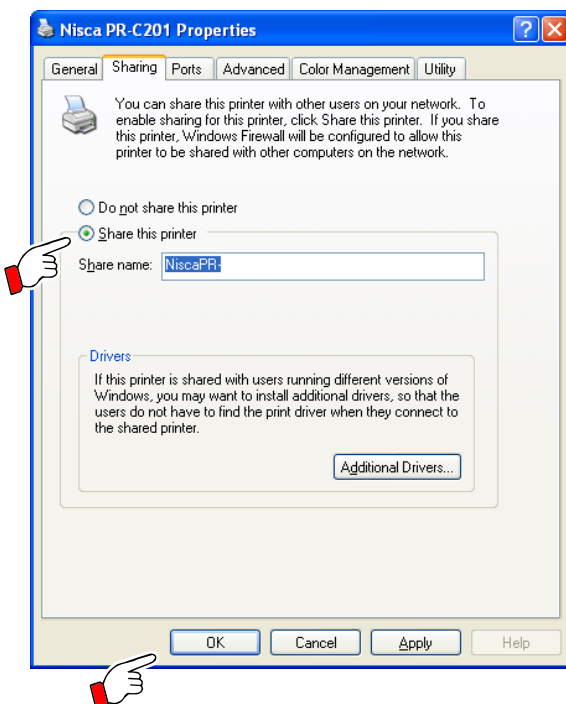 Nisca PR-C201 Properties
General Sharing Ports Advanced Color Management Utility
You can share this printer with other users on your network. To
enable sharing for this printer, click Share this printer. If you share
this printer, Windows Firewall will be configured to allow this
printer to be shared with other computers on the network.
Do not share this printer
Share this printer
Share name: NiscaPR-
Drivers
If this printer is shared with users running different versions of
Windows, you may want to install additional drivers, so that the
users do not have to find the print driver when they connect to
the shared printer.
Additional Drivers...
OK Cancel Apply Help